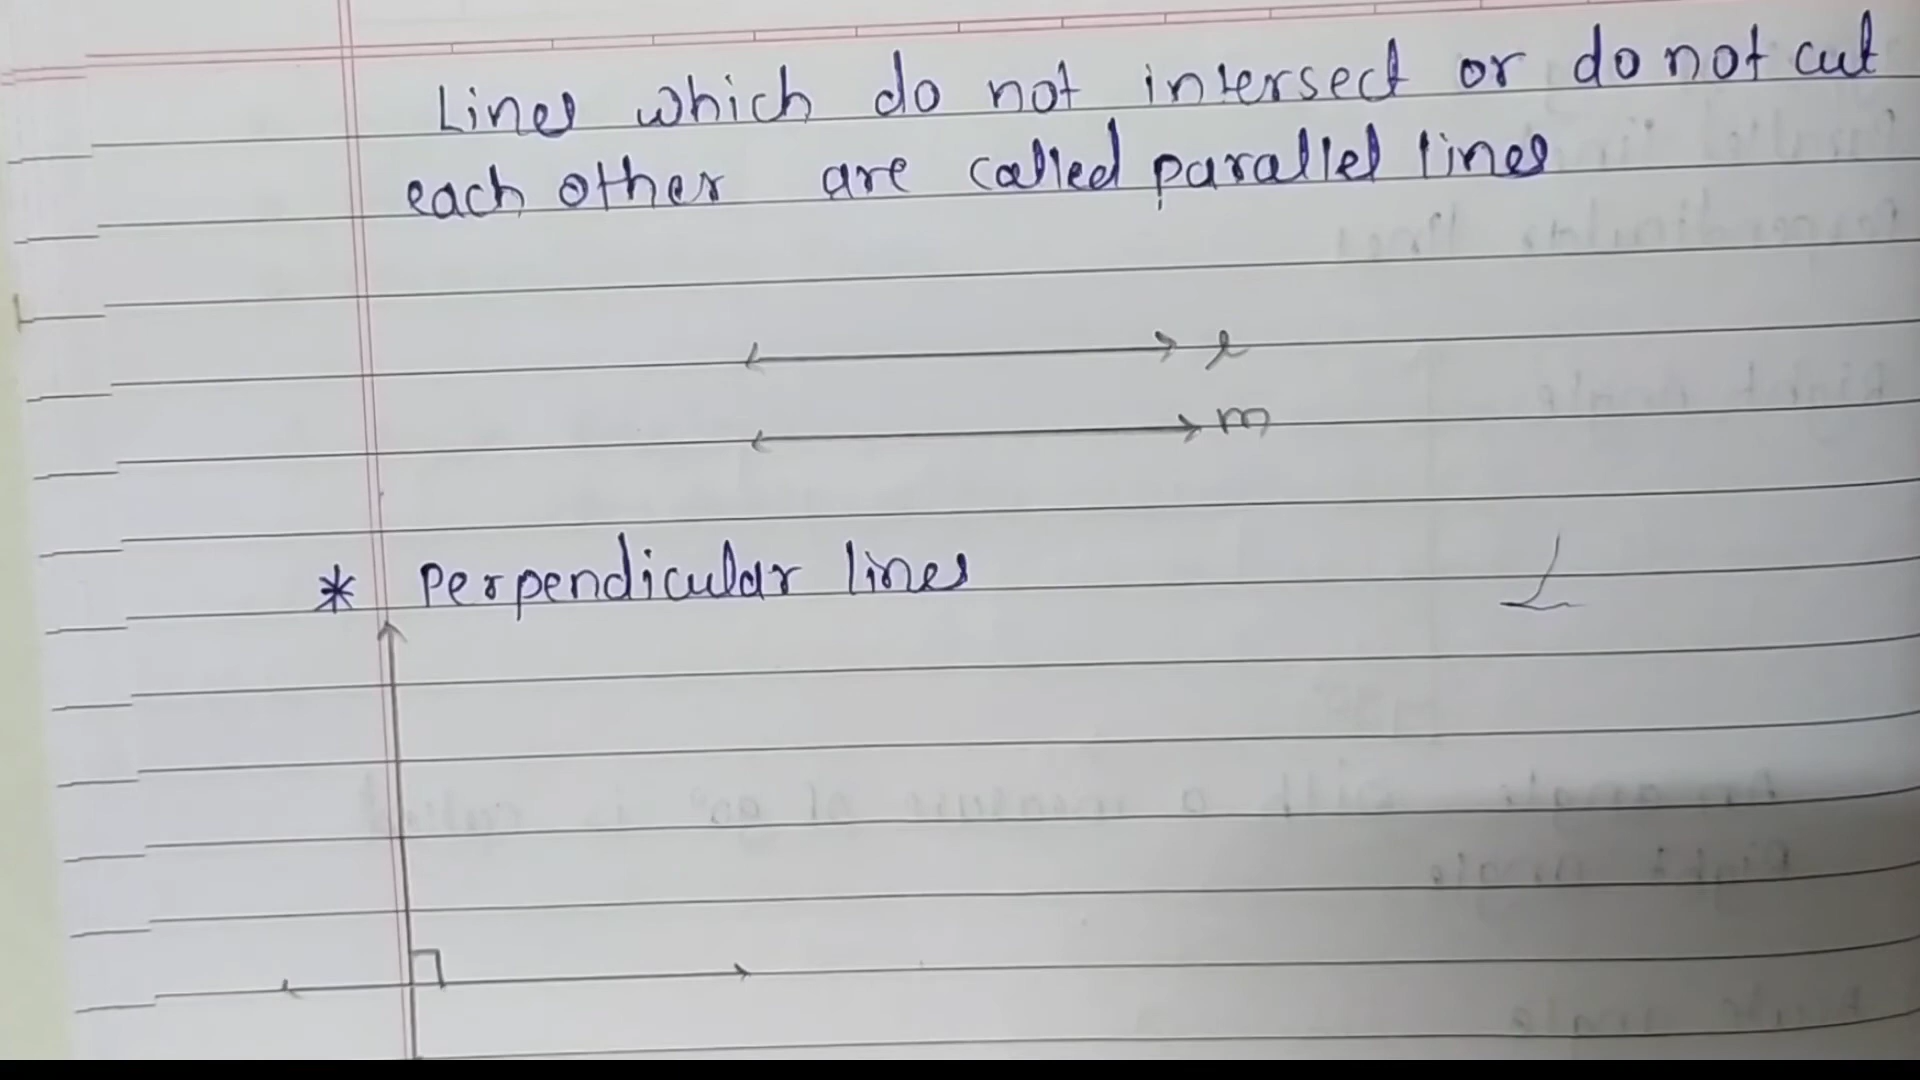 Lines which do not intersect or do not cut
each other are called parallel lines
l
m
* Perpendicular lines